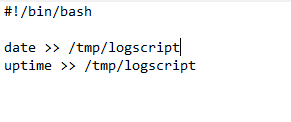 #!/bin/bash
date >> /tmp/logscript
uptime >> /tmp/logscript